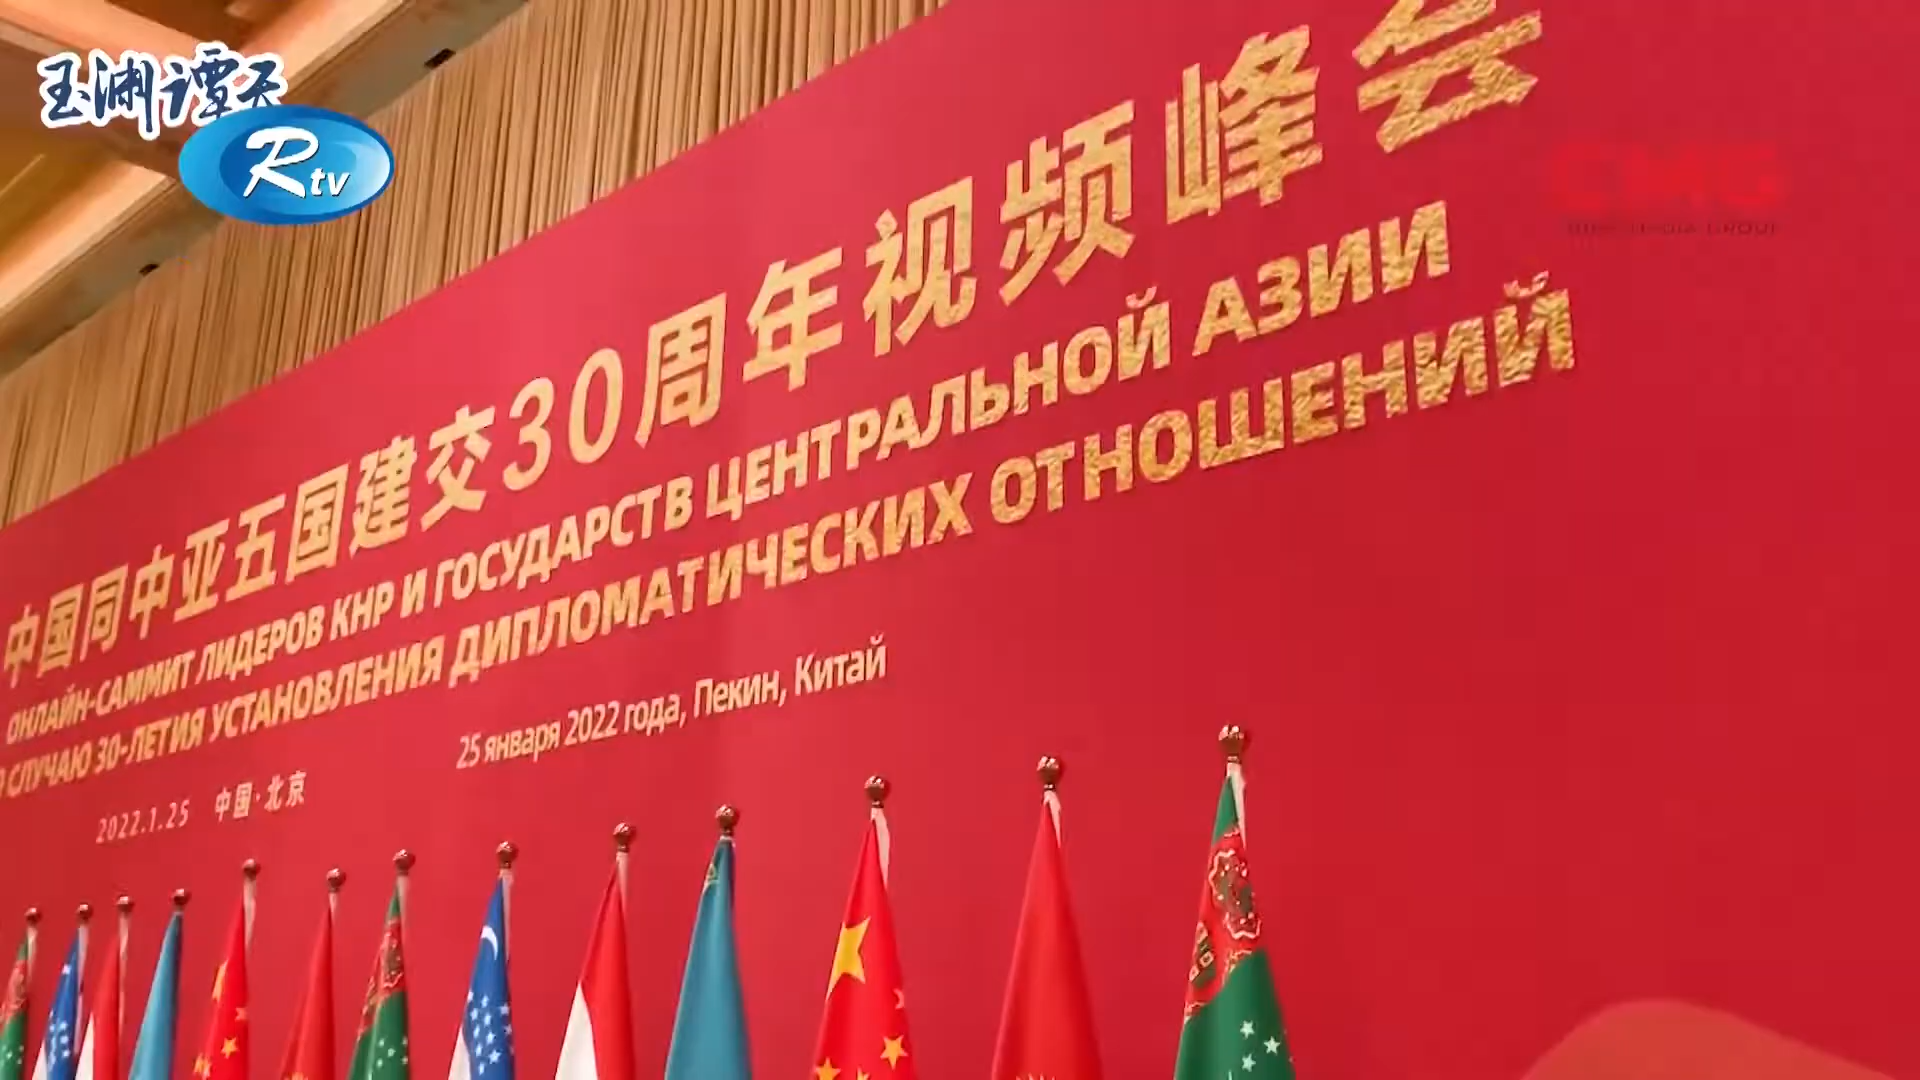 玉渊谭天
Rtv
中国同中亚五国建交30周年视频峰会
ОНЛАЙН-САММИТ ЛИДЕРОВ КНР И ГОСУДАРСТВ ЦЕНТРАЛЬНОЙ АЗИИ
СЛУЧАЮ 30-ЛЕТИЯ УСТАНОВЛЕНИЯ ДИПЛОМАТИЧЕСКИХ ОТНОШЕНИЙ
2022.1.25 中国·北京
25 января 2022 года, Пекин, Китай
CMG
GROUP